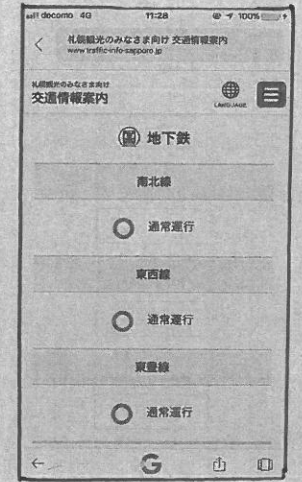 docomo 4G 11:28 100%
札幌観光のみなさま向け 交通情報案内
www.traffic-info-sapporo.jp
札幌観光のみなさま向け
交通情報案内
LANGUAGE
地下鉄
南北線
通常運行
東西線
通常運行
東豊線
通常運行
G